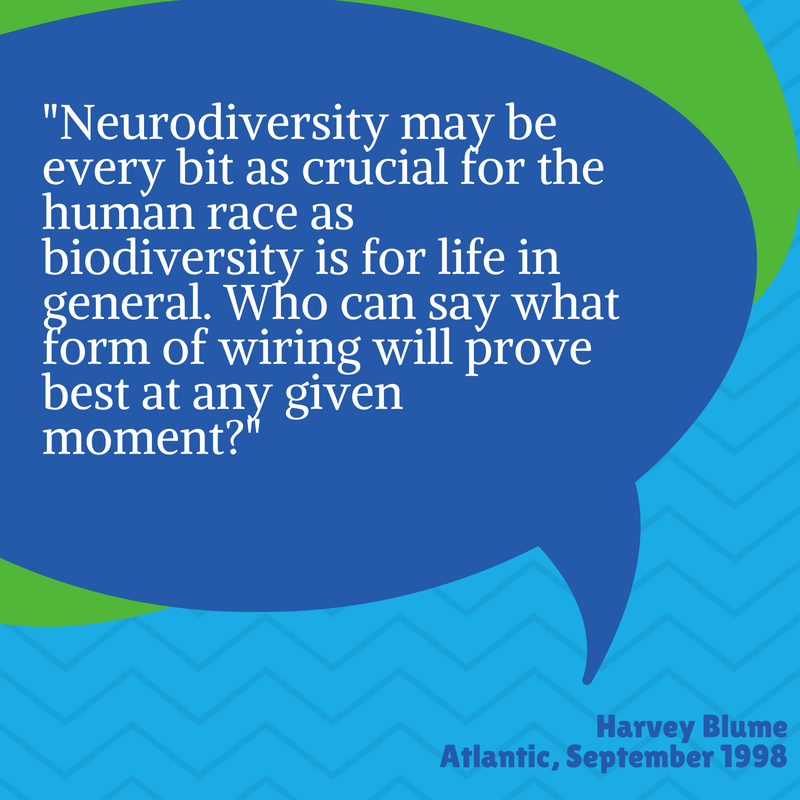 "Neurodiversity may be
every bit as crucial for the
human race as
biodiversity is for life in
general. Who can say what
form of wiring will prove
best at any given
moment?"
Harvey Blume
Atlantic, September 1998